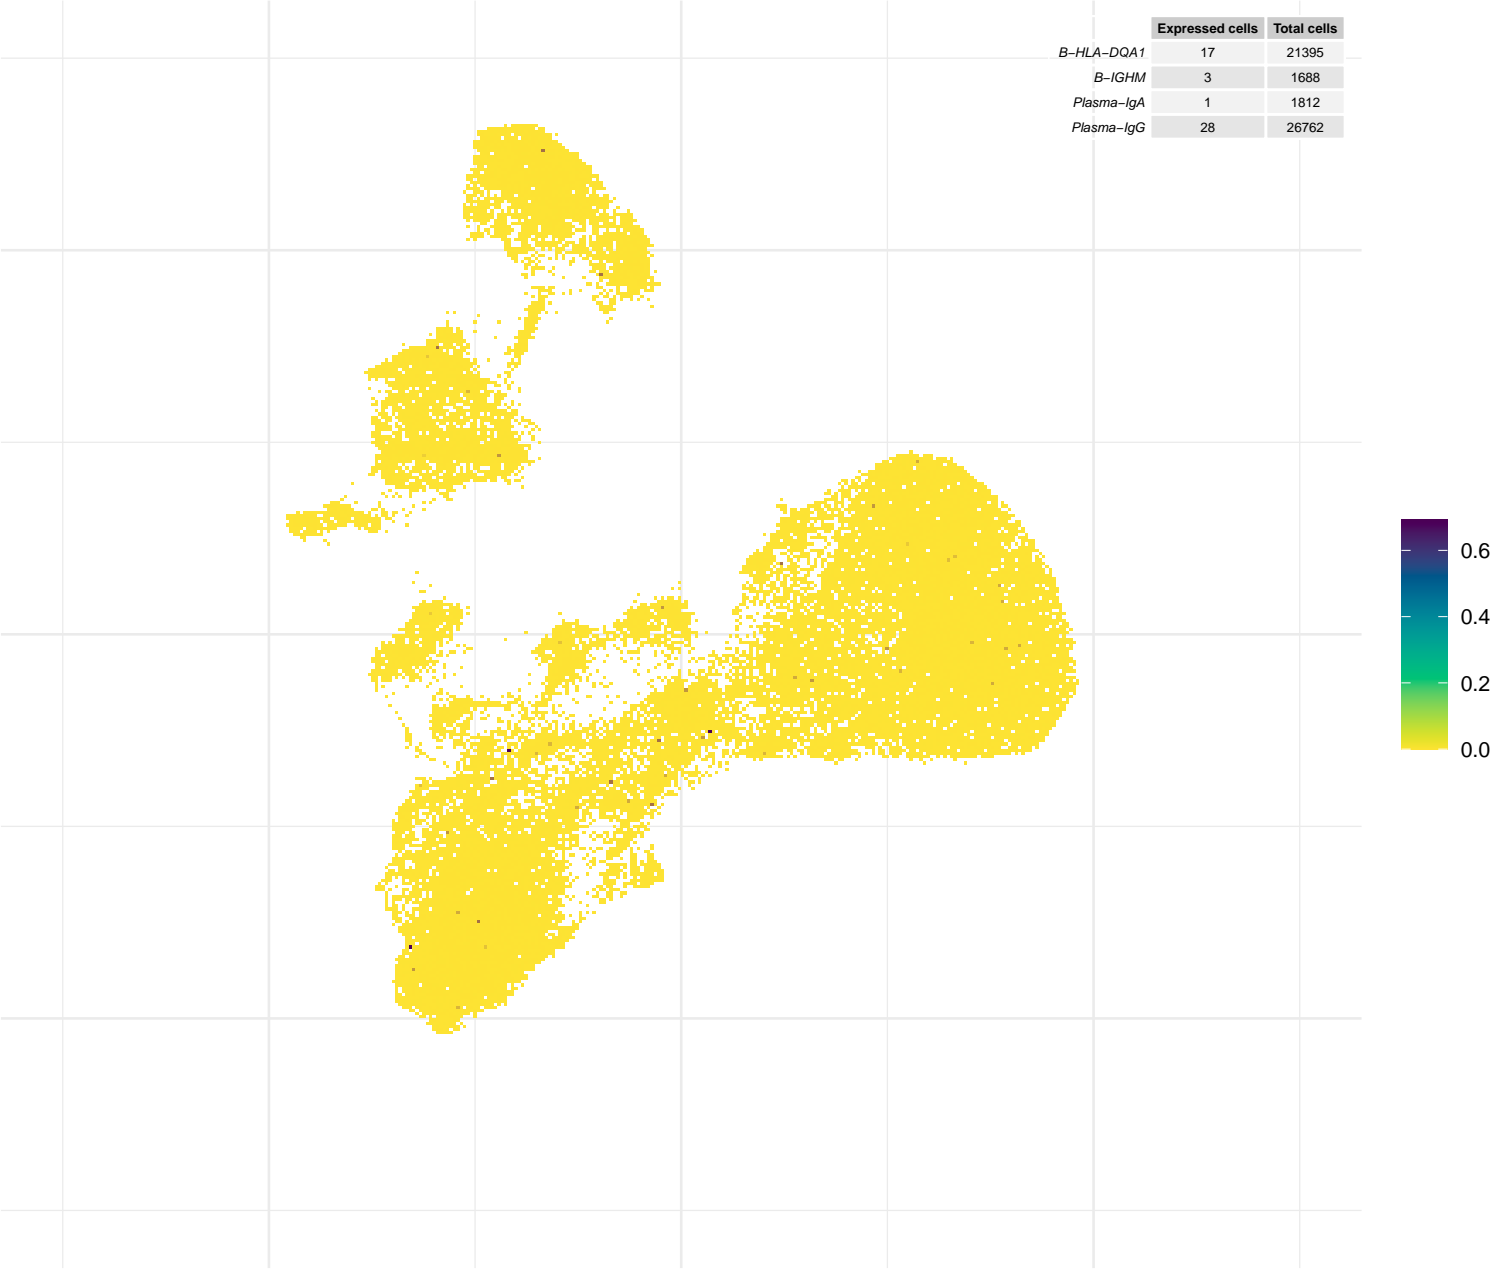 Expressed cells Total cells
B−HLA−DQA1 17 21395
B−IGHM 3 1688
Plasma−IgA 1 1812
Plasma−IgG 28 26762
0.6
0.4
0.2
0.0